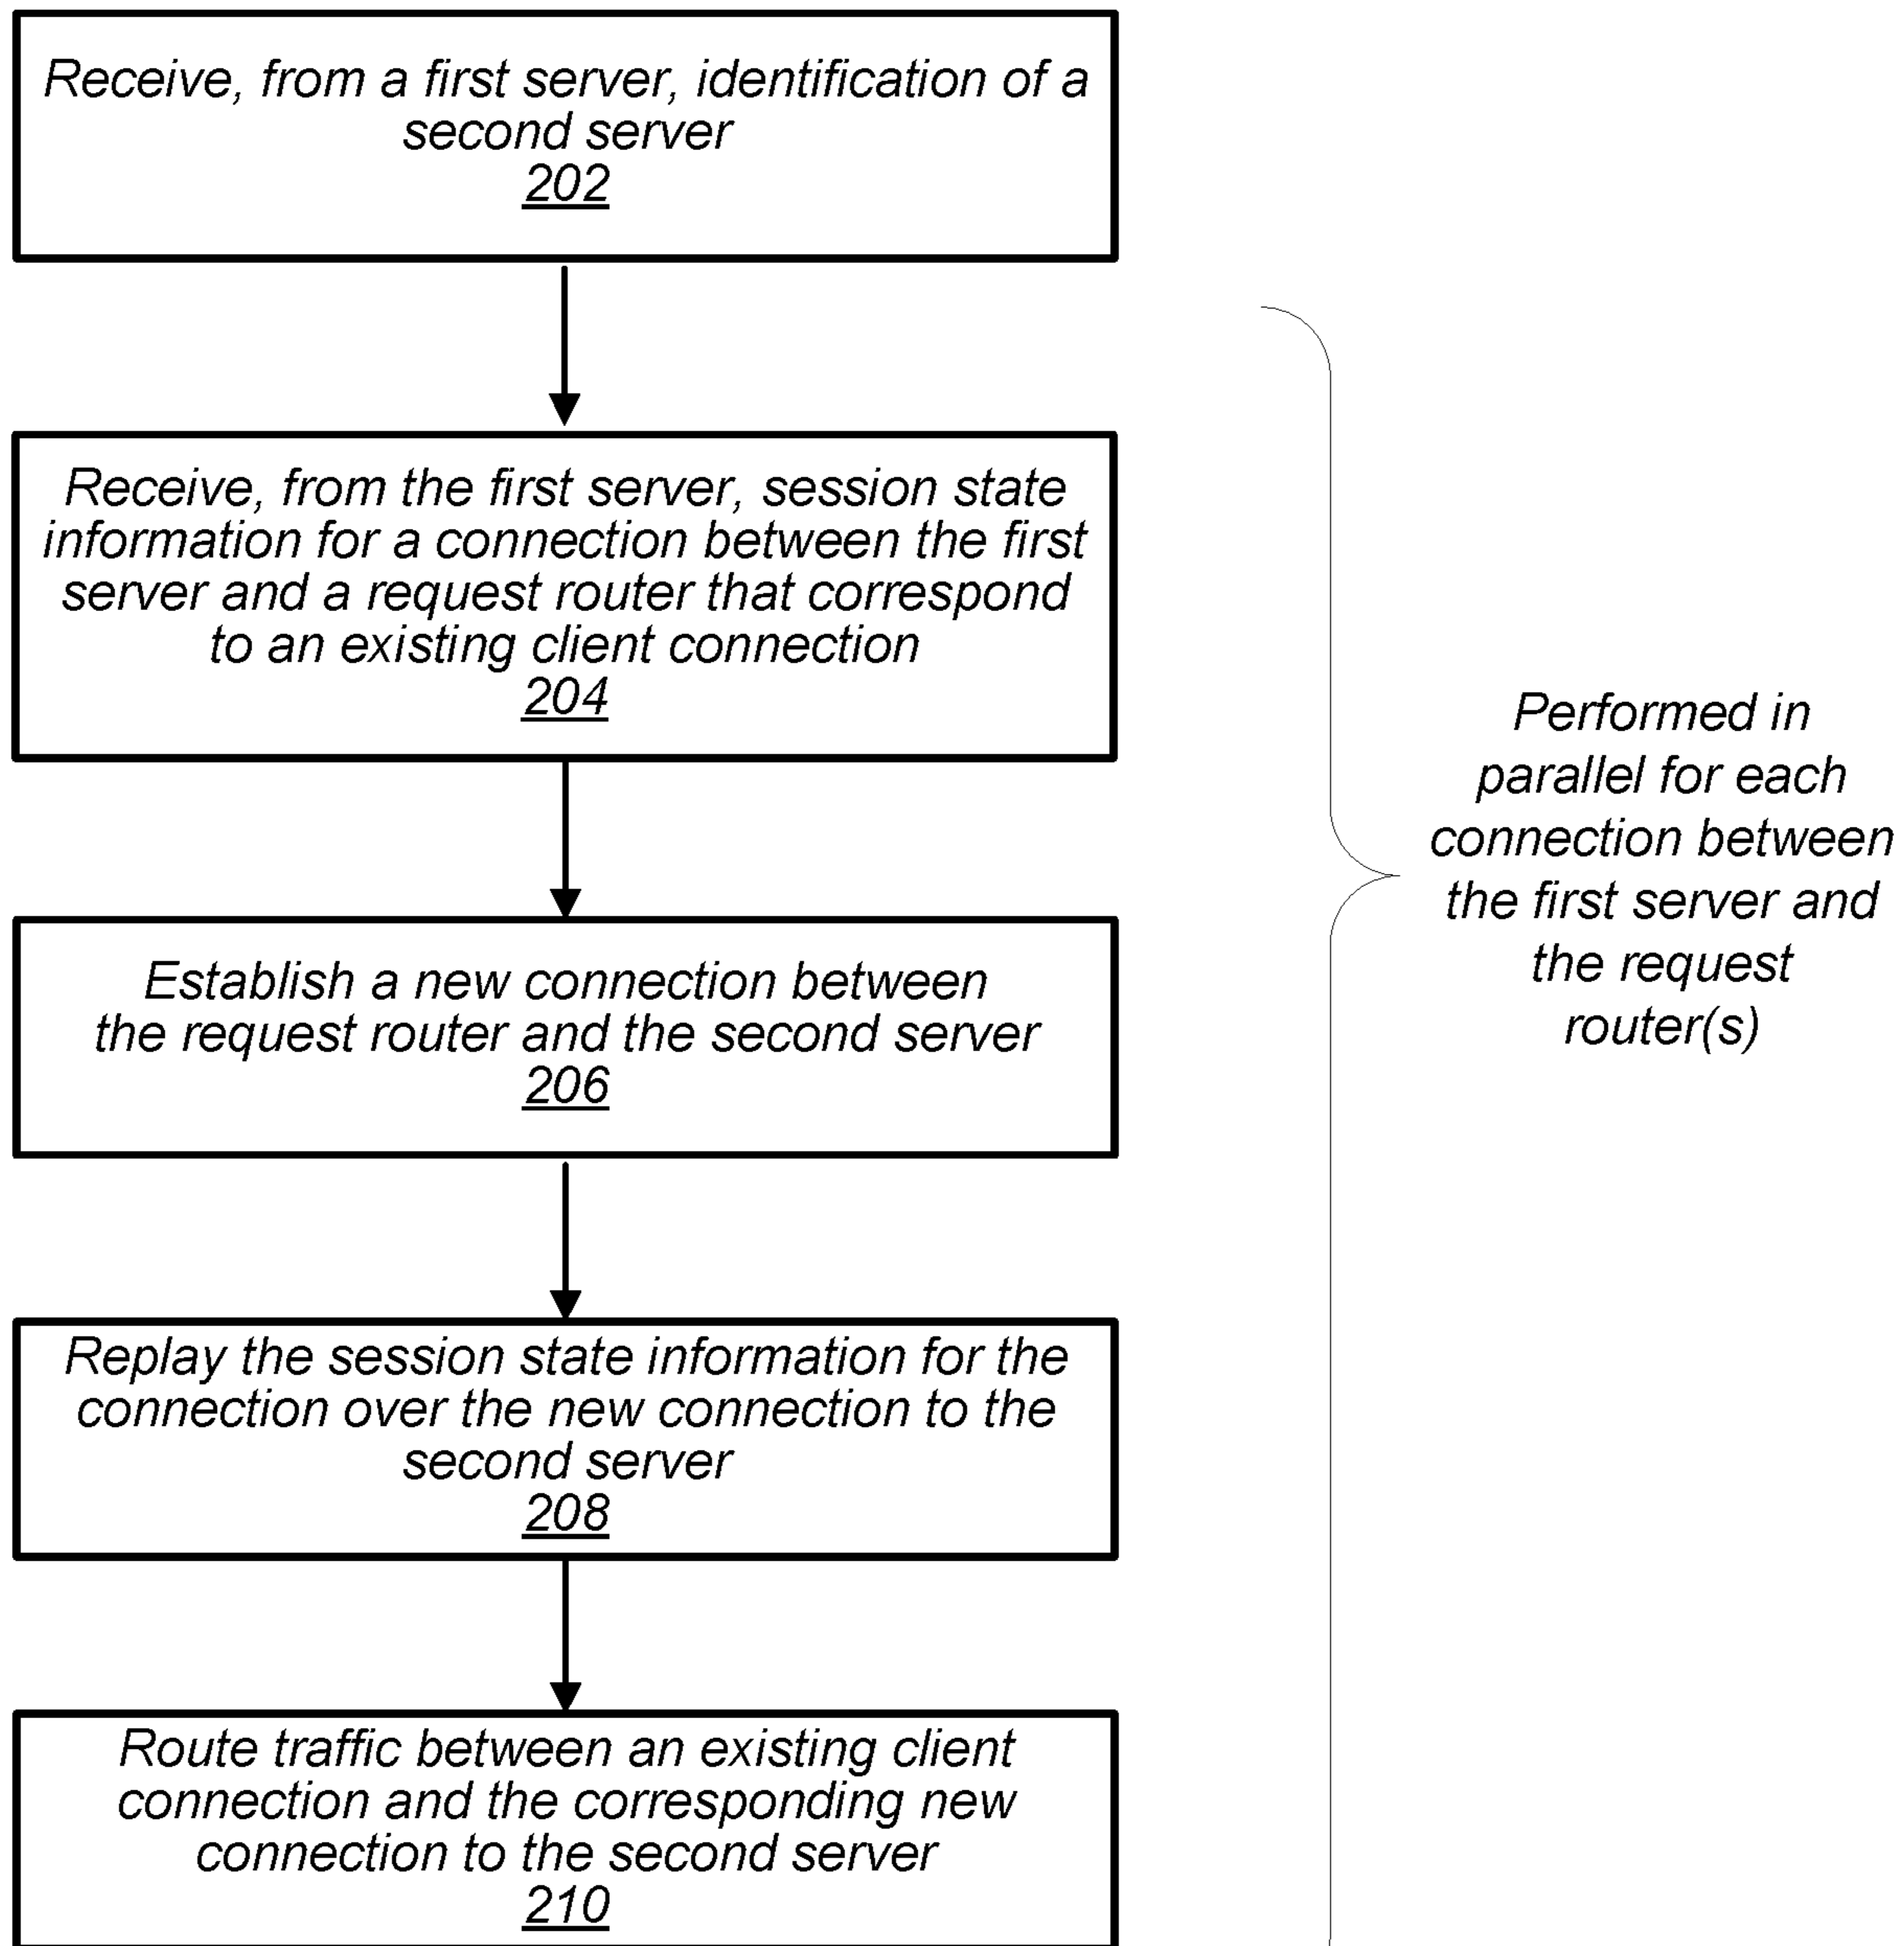 Receive, from a first server, identification of a
second server
202
Receive, from the first server, session state
information for a connection between the first
server and a request router that correspond
to an existing client connection
204
Establish a new connection between
the request router and the second server
206
Replay the session state information for the
connection over the new connection to the
second server
208
Route traffic between an existing client
connection and the corresponding new
connection to the second server
210
Performed in
parallel for each
connection between
the first server and
the request
router(s)